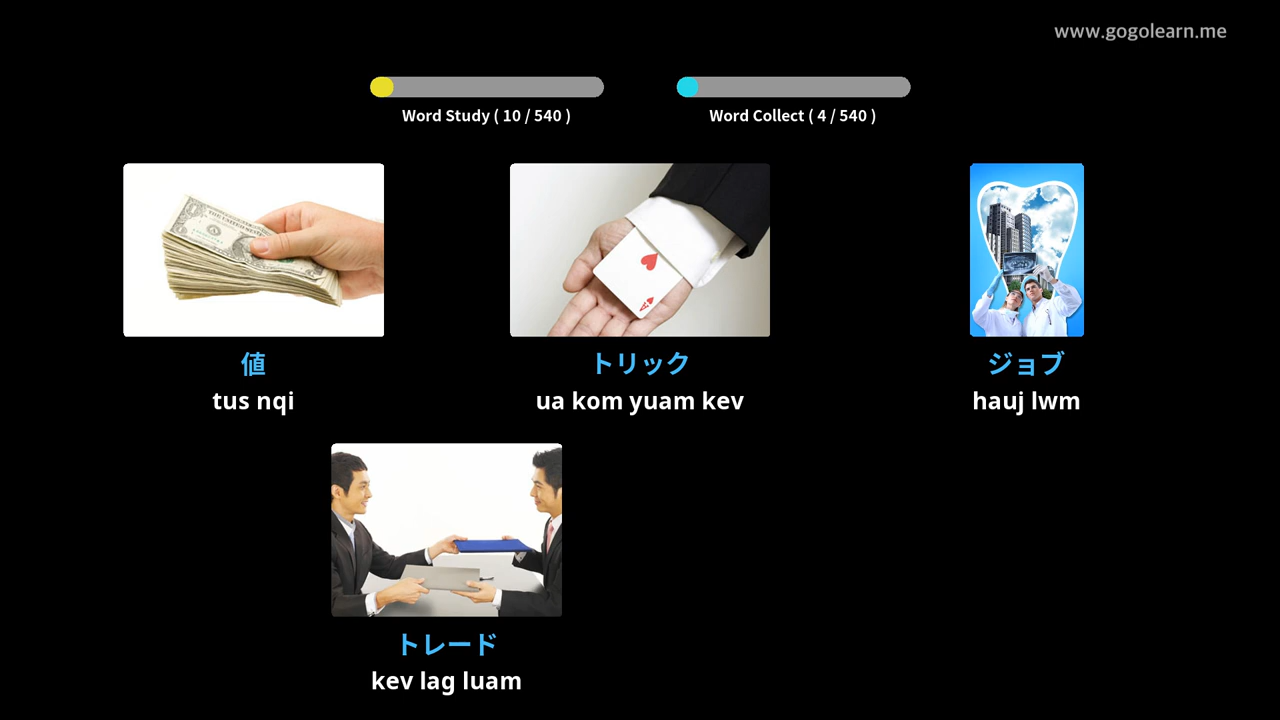 www.gogolearn.me
Word Study ( 10 / 540 )
Word Collect ( 4 / 540 )
値
tus nqi
トリック
ua kom yuam kev
ジョブ
hauj lwm
トレード
kev lag luam